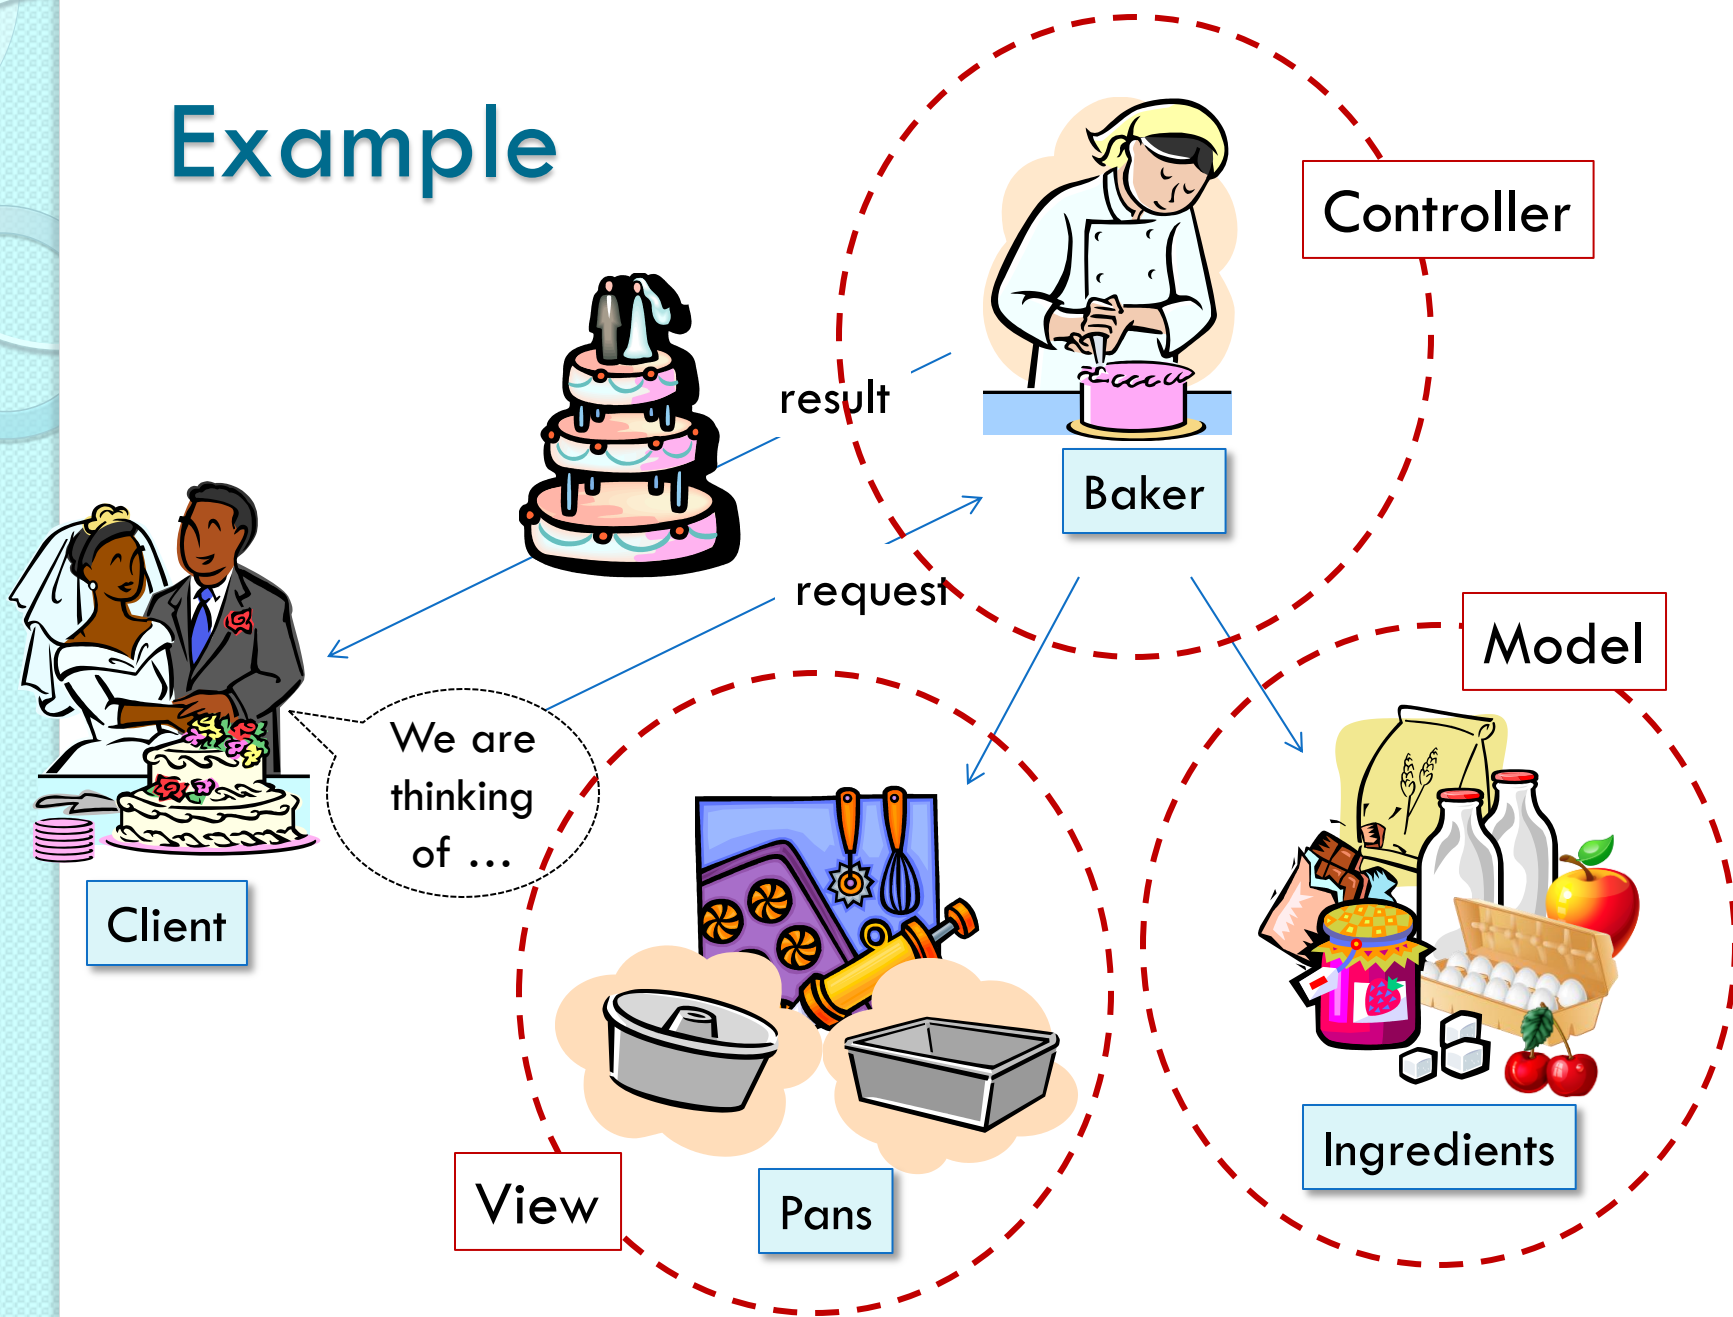 Example
Controller
result
Baker
request
Model
We are
thinking
of ...
Client
Ingredients
View
Pans